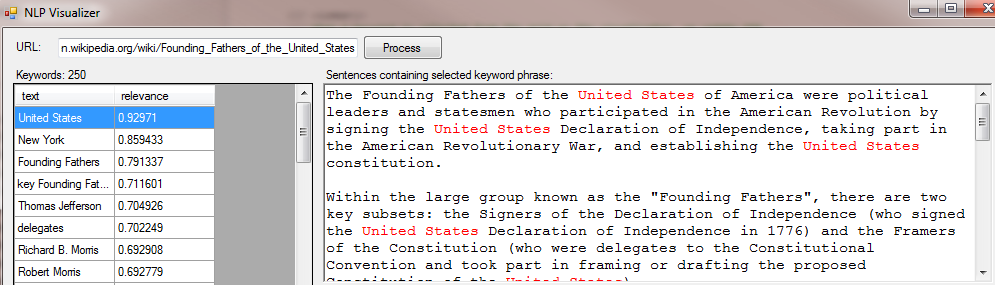 NLP Visualizer
URL: n.wikipedia.org/wiki/Founding_Fathers_of_the_United_States Process
Keywords: 250
text relevance
United States 0.92971
New York 0.859433
Founding Fathers 0.791337
key Founding Fat... 0.711601
Thomas Jefferson 0.704926
delegates 0.702249
Richard B. Morris 0.692908
Robert Morris 0.692779
Sentences containing selected keyword phrase:
The Founding Fathers of the United States of America were political
leaders and statesmen who participated in the American Revolution by
signing the United States Declaration of Independence, taking part in
the American Revolutionary War, and establishing the United States
constitution.
Within the large group known as the "Founding Fathers", there are two
key subsets: the Signers of the Declaration of Independence (who signed
the United States Declaration of Independence in 1776) and the Framers
of the Constitution (who were delegates to the Constitutional
Convention and took part in framing or drafting the proposed
Constitution of the United States)